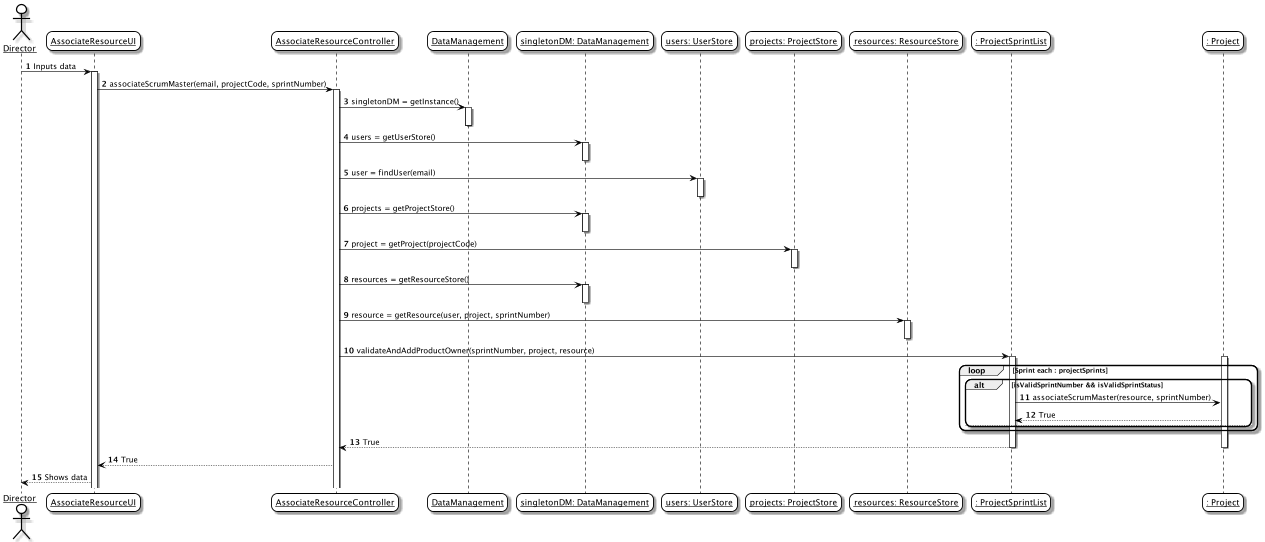 Director
AssociateResourceUI
AssociateResourceController
DataManagement
singletonDM: DataManagement
users: UserStore
projects: ProjectStore
resources: ResourceStore
: ProjectSprintList
: Project
1 Inputs data
2 associateScrumMaster(email, projectCode, sprintNumber)
3 singletonDM = getInstance()
4 users = getUserStore()
5 user = findUser(email)
6 projects = getProjectStore()
7 project = getProject(projectCode)
8 resources = getResourceStore()
9 resource = getResource(user, project, sprintNumber)
10 validateAndAddProductOwner(sprintNumber, project, resource)
loop [Sprint each : projectSprints]
alt [isValidSprintNumber && isValidSprintStatus]
11 associateScrumMaster(resource, sprintNumber)
12 True
13 True
14 True
15 Shows data
Director
AssociateResourceUI
AssociateResourceController
DataManagement
singletonDM: DataManagement
users: UserStore
projects: ProjectStore
resources: ResourceStore
: ProjectSprintList
: Project